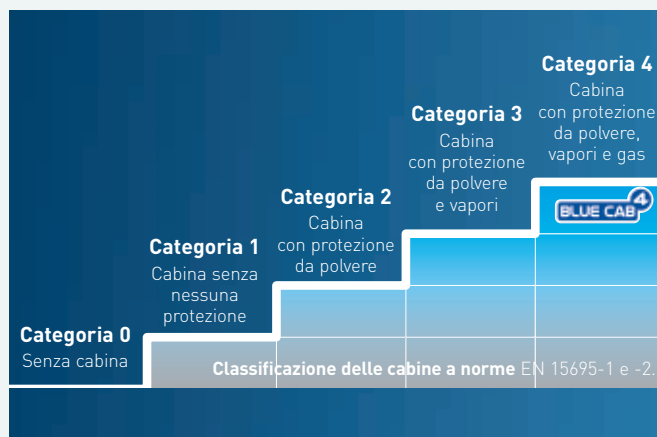 Categoria 4
Cabina
con protezione
da polvere,
vapori e gas
Categoria 3
Cabina
con protezione
da polvere
e vapori
BLUE CAB 4
Categoria 2
Cabina
con protezione
da polvere
Categoria 1
Cabina senza
nessuna
protezione
Categoria 0
Senza cabina
Classificazione delle cabine a norme EN 15695-1 e -2.